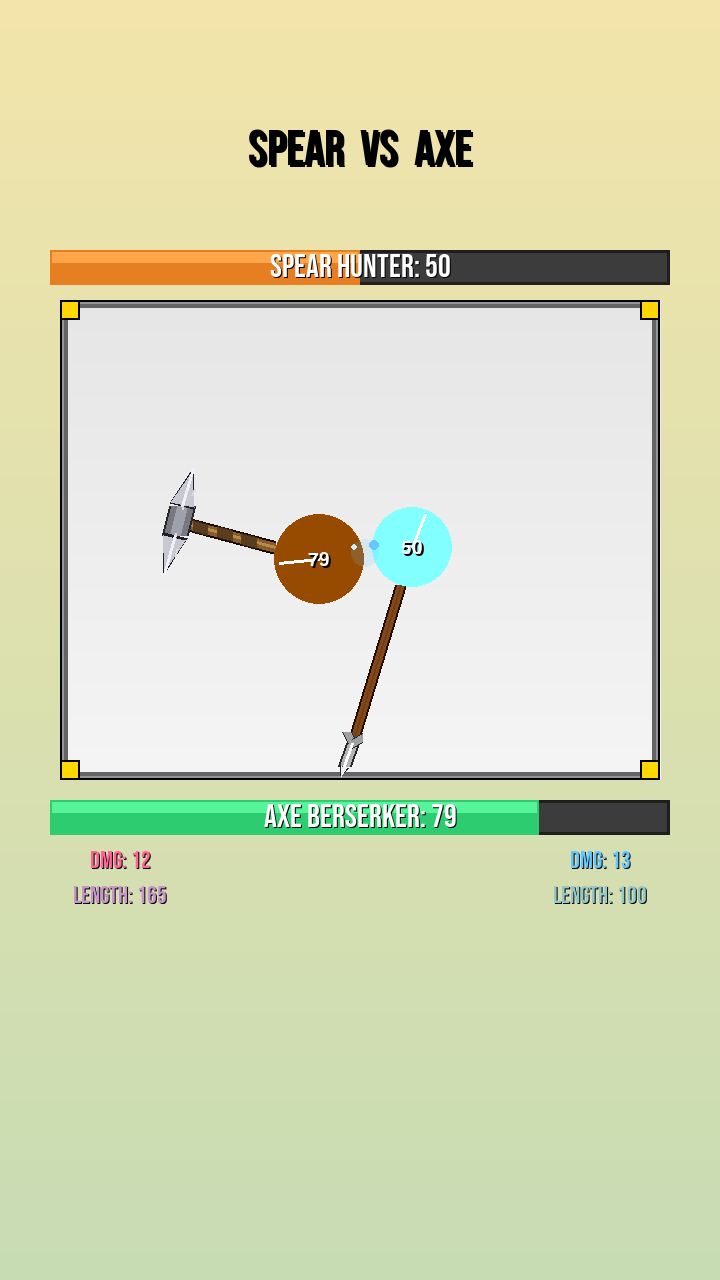 SPEAR VS AXE
SPEAR HUNTER: 50
79
50
AXE BERSERKER: 79
DMG: 12
DMG: 13
LENGTH: 165
LENGTH: 100